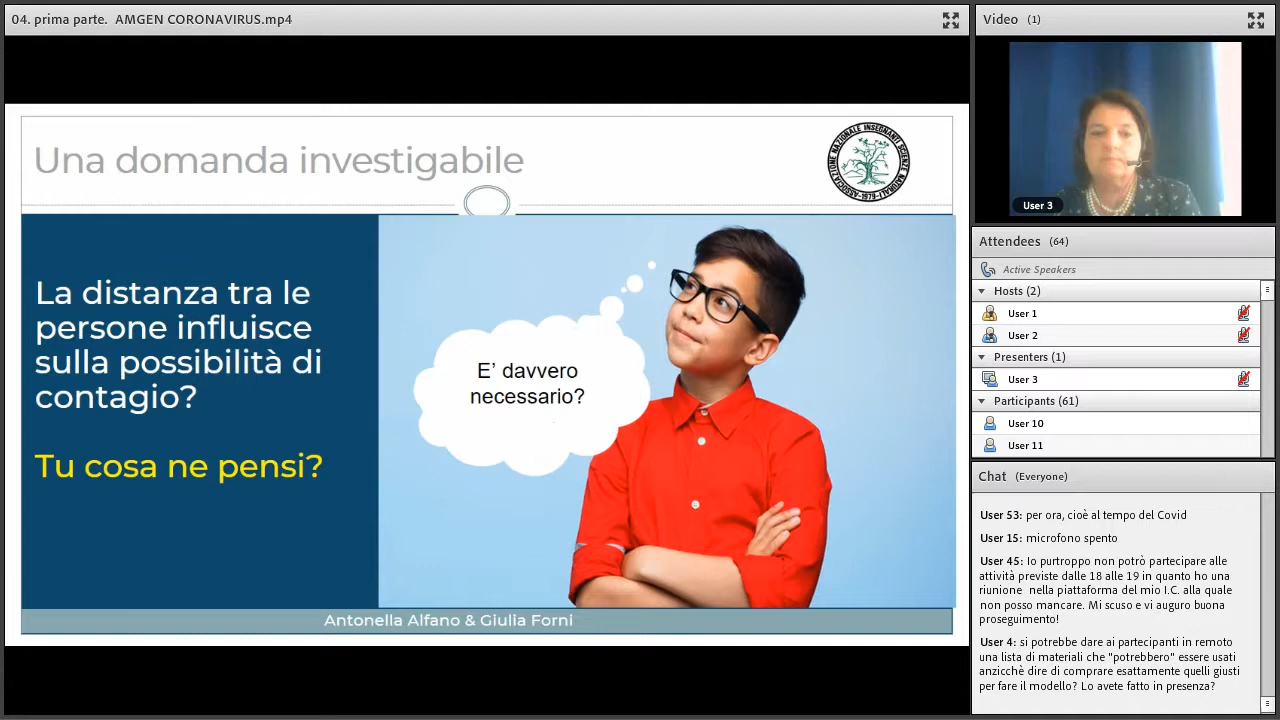 04. prima parte.  AMGEN CORONAVIRUS.mp4
Una domanda investigabile
ASSOCIAZIONE NAZIONALE INSEGNANTI SCIENZE NATURALI
-1979-
La distanza tra le
persone influisce
sulla possibilità di
contagio?
Tu cosa ne pensi?
E’ davvero
necessario?
Antonella Alfano & Giulia Forni
Video (1)
User 3
Attendees (64)
Active Speakers
Hosts (2)
User 1
User 2
Presenters (1)
User 3
Participants (61)
User 10
User 11
Chat (Everyone)
User 53: per ora, cioè al tempo del Covid
User 15: microfono spento
User 45: Io purtroppo non potrò partecipare alle
attività previste dalle 18 alle 19 in quanto ho una
riunione  nella piattaforma del mio I.C. alla quale
non posso mancare. Mi scuso e vi auguro buona
proseguimento!
User 4: si potrebbe dare ai partecipanti in remoto
una lista di materiali che "potrebbero" essere usati
anzicchè dire di comprare esattamente quelli giusti
per fare il modello? Lo avete fatto in presenza?